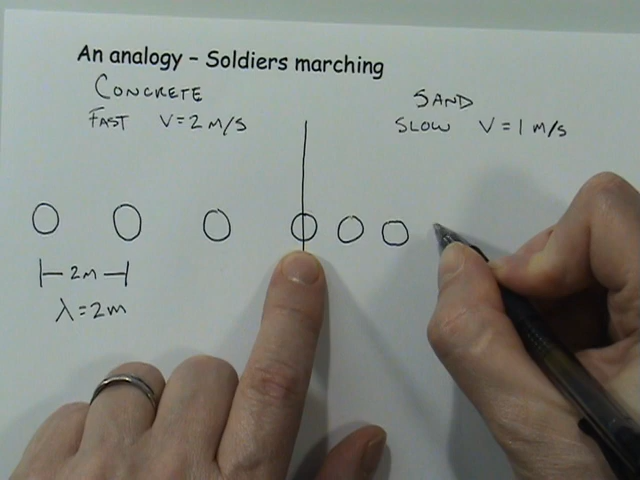 An analogy – Soldiers marching
CONCRETE
FAST V=2 M/S
SAND
SLOW V=1 M/S
2M
λ=2M